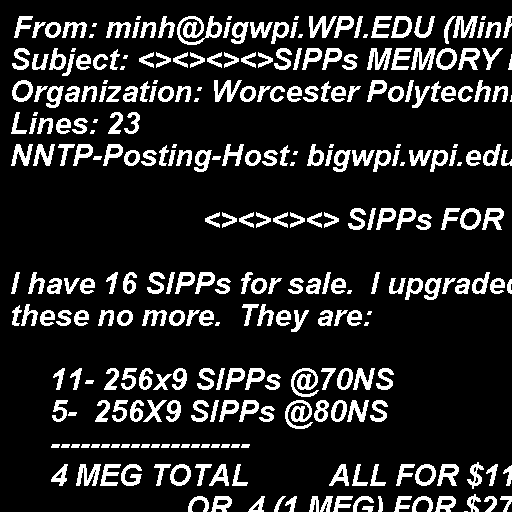 From: minh@bigwpi.WPI.EDU (Minh
Subject: <><><><>SIPPs MEMORY
Organization: Worcester Polytechni
Lines: 23
NNTP-Posting-Host: bigwpi.wpi.edu
<><><><> SIPPs FOR
I have 16 SIPPs for sale.  I upgraded
these no more.  They are:
11- 256x9 SIPPs @70NS
5-  256X9 SIPPs @80NS
--------------------
4 MEG TOTAL          ALL FOR $11
OR  4 (1 MEG) FOR $27